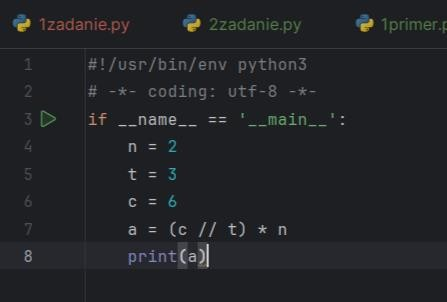 1zadanie.py 2zadanie.py 1primer.p
1 #!/usr/bin/env python3
2 # -*- coding: utf-8 -*-
3 if __name__ == '__main__':
4     n = 2
5     t = 3
6     c = 6
7     a = (c // t) * n
8     print(a)